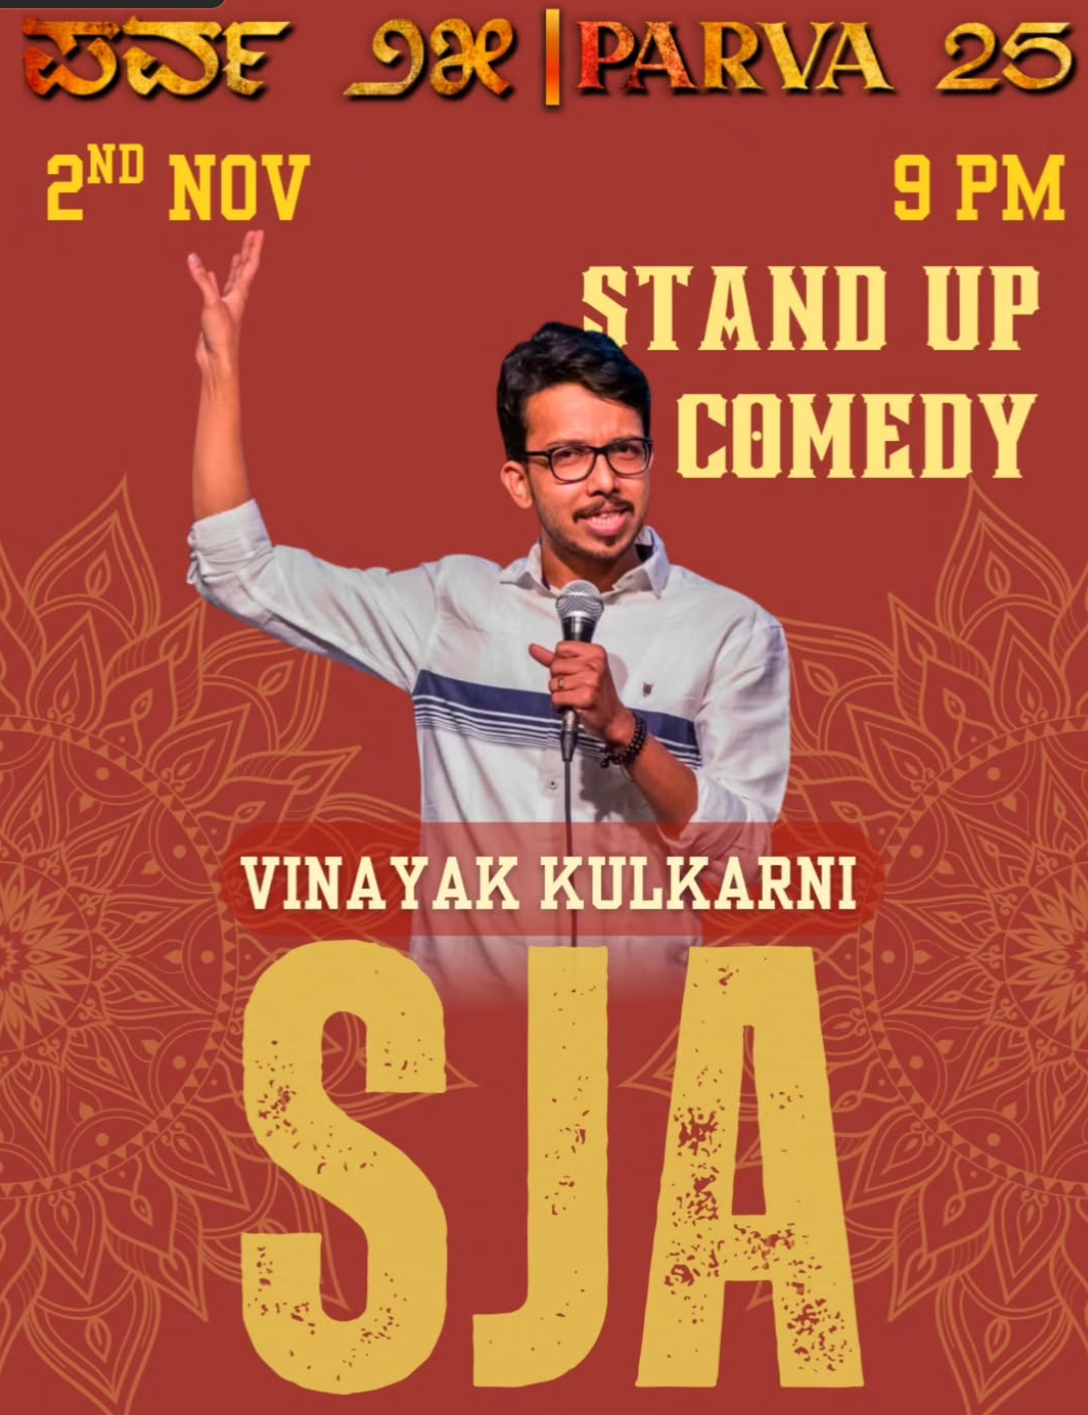 ಪರ್ವ ೨೫ | PARVA 25
2ND NOV 9 PM
STAND UP
COMEDY
VINAYAK KULKARNI
SJA